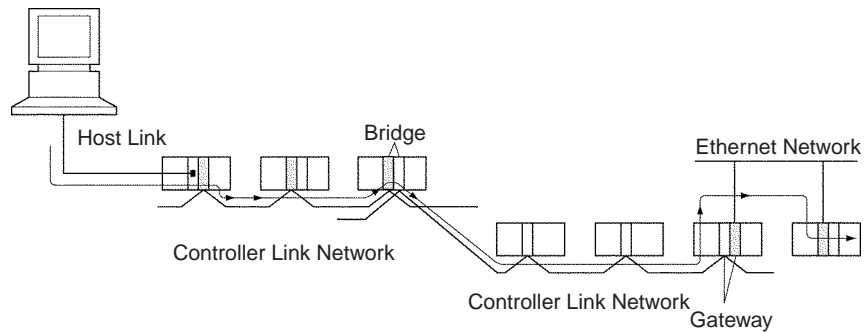 Host Link
Bridge
Ethernet Network
Controller Link Network
Controller Link Network
Gateway